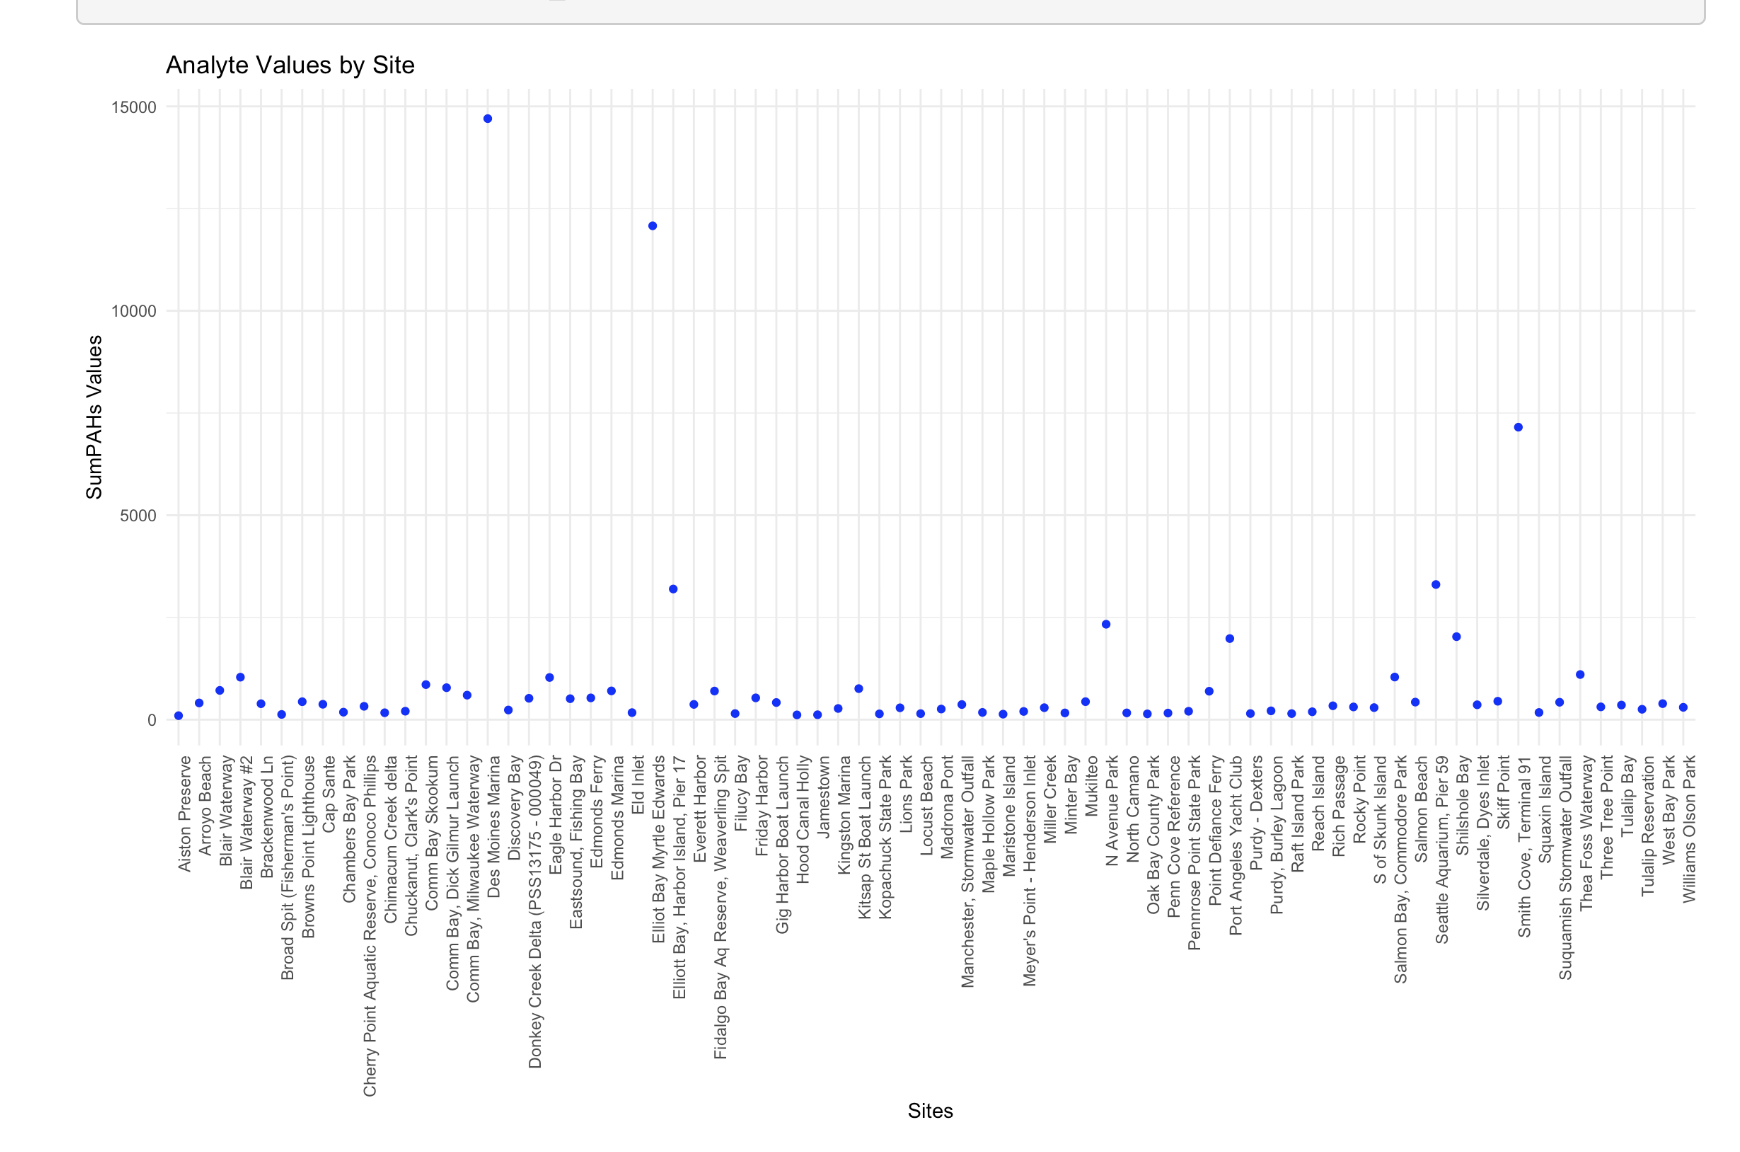 Analyte Values by Site
15000
10000
5000
0
SumPAHs Values
Aiston Preserve
Arroyo Beach
Blair Waterway
Blair Waterway #2
Brackenwood Ln
Broad Spit (Fisherman's Point)
Browns Point Lighthouse
Cap Sante
Chambers Bay Park
Cherry Point Aquatic Reserve, Conoco Phillips
Chimacum Creek delta
Chuckanut, Clark's Point
Comm Bay Skookum
Comm Bay, Dick Gilmur Launch
Comm Bay, Milwaukee Waterway
Des Moines Marina
Discovery Bay
Donkey Creek Delta (PSS13175 - 000049)
Eagle Harbor Dr
Eastsound, Fishing Bay
Edmonds Ferry
Edmonds Marina
Eld Inlet
Elliot Bay Myrtle Edwards
Elliott Bay, Harbor Island, Pier 17
Everett Harbor
Fidalgo Bay Aq Reserve, Weaverling Spit
Filucy Bay
Friday Harbor
Gig Harbor Boat Launch
Hood Canal Holly
Jamestown
Kingston Marina
Kitsap St Boat Launch
Kopachuck State Park
Lions Park
Locust Beach
Madrona Pont
Manchester, Stormwater Outfall
Maple Hollow Park
Maristone Island
Meyer's Point - Henderson Inlet
Miller Creek
Minter Bay
Mukilteo
N Avenue Park
North Camano
Oak Bay County Park
Penn Cove Reference
Pennrose Point State Park
Point Defiance Ferry
Port Angeles Yacht Club
Purdy - Dexters
Purdy, Burley Lagoon
Raft Island Park
Reach Island
Rich Passage
Rocky Point
S of Skunk Island
Salmon Bay, Commodore Park
Salmon Beach
Seattle Aquarium, Pier 59
Shilshole Bay
Silverdale, Dyes Inlet
Skiff Point
Smith Cove, Terminal 91
Squaxin Island
Suquamish Stormwater Outfall
Thea Foss Waterway
Three Tree Point
Tulalip Bay
Tulalip Reservation
West Bay Park
Williams Olson Park
Sites